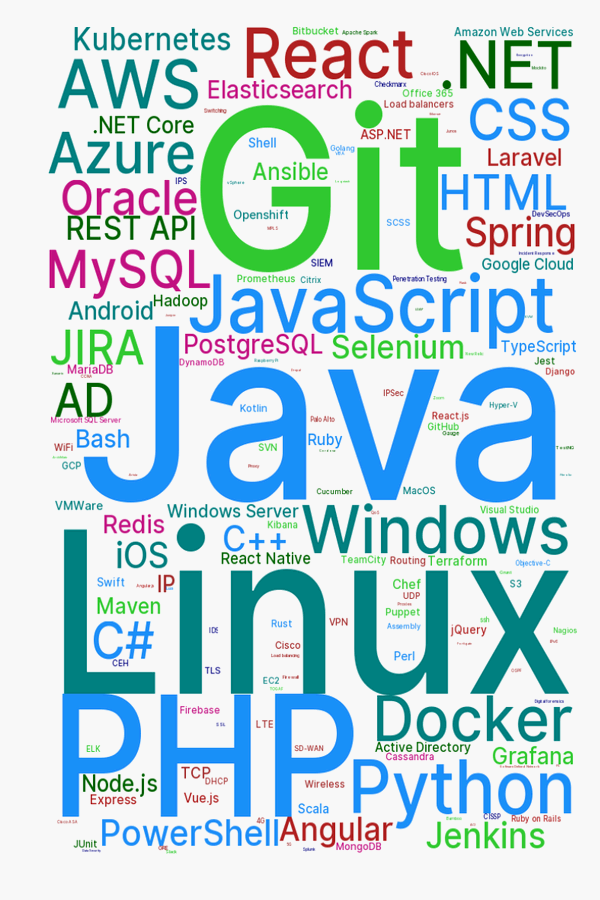 Bitbucket
Apache Spark
Amazon Web Services
Kubernetes
React
.NET
AWS
Checkmarx
Elasticsearch
Office 365
Load balancers
CSS
.NET Core
ASP.NET
Git
Shell
Golang
Azure
Laravel
Ansible
IPS
Oracle
HTML
Openshift
DevSecOps
REST API
SCSS
Spring
SIEM
Google Cloud
MySQL
Prometheus
Citrix
Penetration Testing
Hadoop
Android
JavaScript
JIRA
PostgreSQL
Selenium
TypeScript
DynamoDB
Jest
MariaDB
Django
Java
AD
IPSec
Kotlin
Hyper-V
React.js
Microsoft SQL Server
Palo Alto
GitHub
Bash
Ruby
WiFi
SVN
GCP
Cucumber
MacOS
VMWare
Windows Server
Visual Studio
Redis
Kibana
Windows
C++
iOS
React Native
TeamCity
Routing
Terraform
Objective-C
Linux
Swift
IP
Chef
S3
UDP
Maven
Puppet
Rust
VPN
Assembly
jQuery
Nagios
C#
IDS
Cisco
Perl
CEH
TLS
EC2
PHP
Firebase
LTE
Docker
ELK
SD-WAN
Active Directory
Cassandra
Grafana
TCP
DHCP
Node.js
Wireless
Python
Express
Vue.js
Scala
CISSP
Ruby on Rails
4G
PowerShell
Angular
Jenkins
JUnit
MongoDB